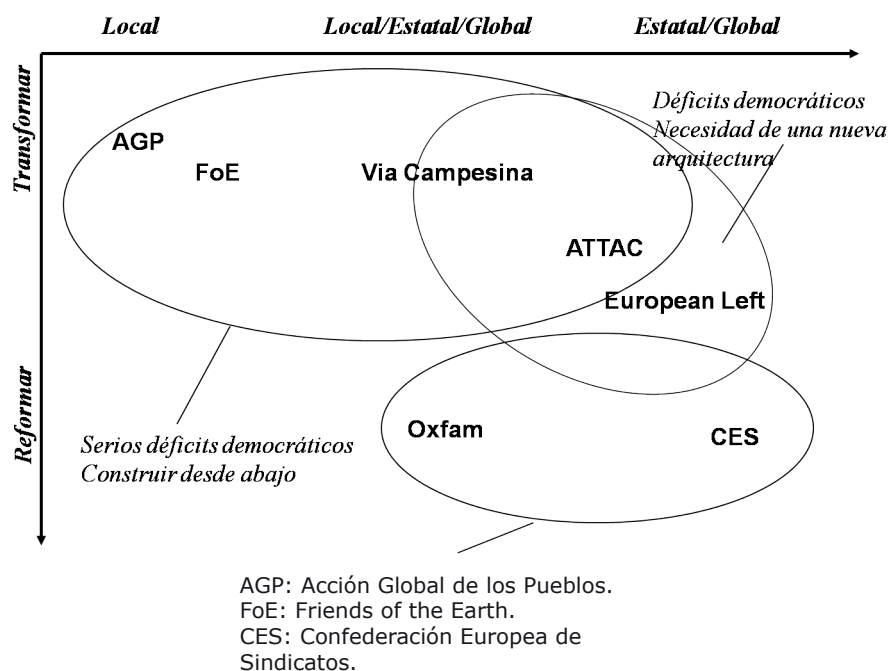 Local Local/Estatal/Global Estatal/Global
Transformar
Déficits democráticos
Necesidad de una nueva
arquitectura
AGP
FoE Via Campesina
ATTAC
European Left
Reformar
Oxfam CES
Serios déficits democráticos
Construir desde abajo
AGP: Acción Global de los Pueblos.
FoE: Friends of the Earth.
CES: Confederación Europea de
Sindicatos.